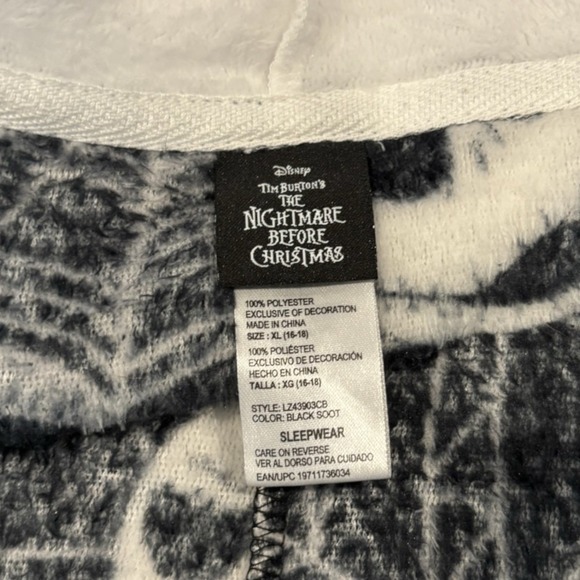 Disney
TIM BURTON'S
THE
NIGHTMARE
BEFORE
CHRISTMAS
100% POLYESTER
EXCLUSIVE OF DECORATION
MADE IN CHINA
SIZE : XL (16-18)
100% POLIÉSTER
EXCLUSIVO DE DECORACIÓN
HECHO EN CHINA
TALLA : XG (16-18)
STYLE: LZ43903CB
COLOR: BLACK SOOT
SLEEPWEAR
CARE ON REVERSE
VER AL DORSO PARA CUIDADO
EAN/UPC 19711736034